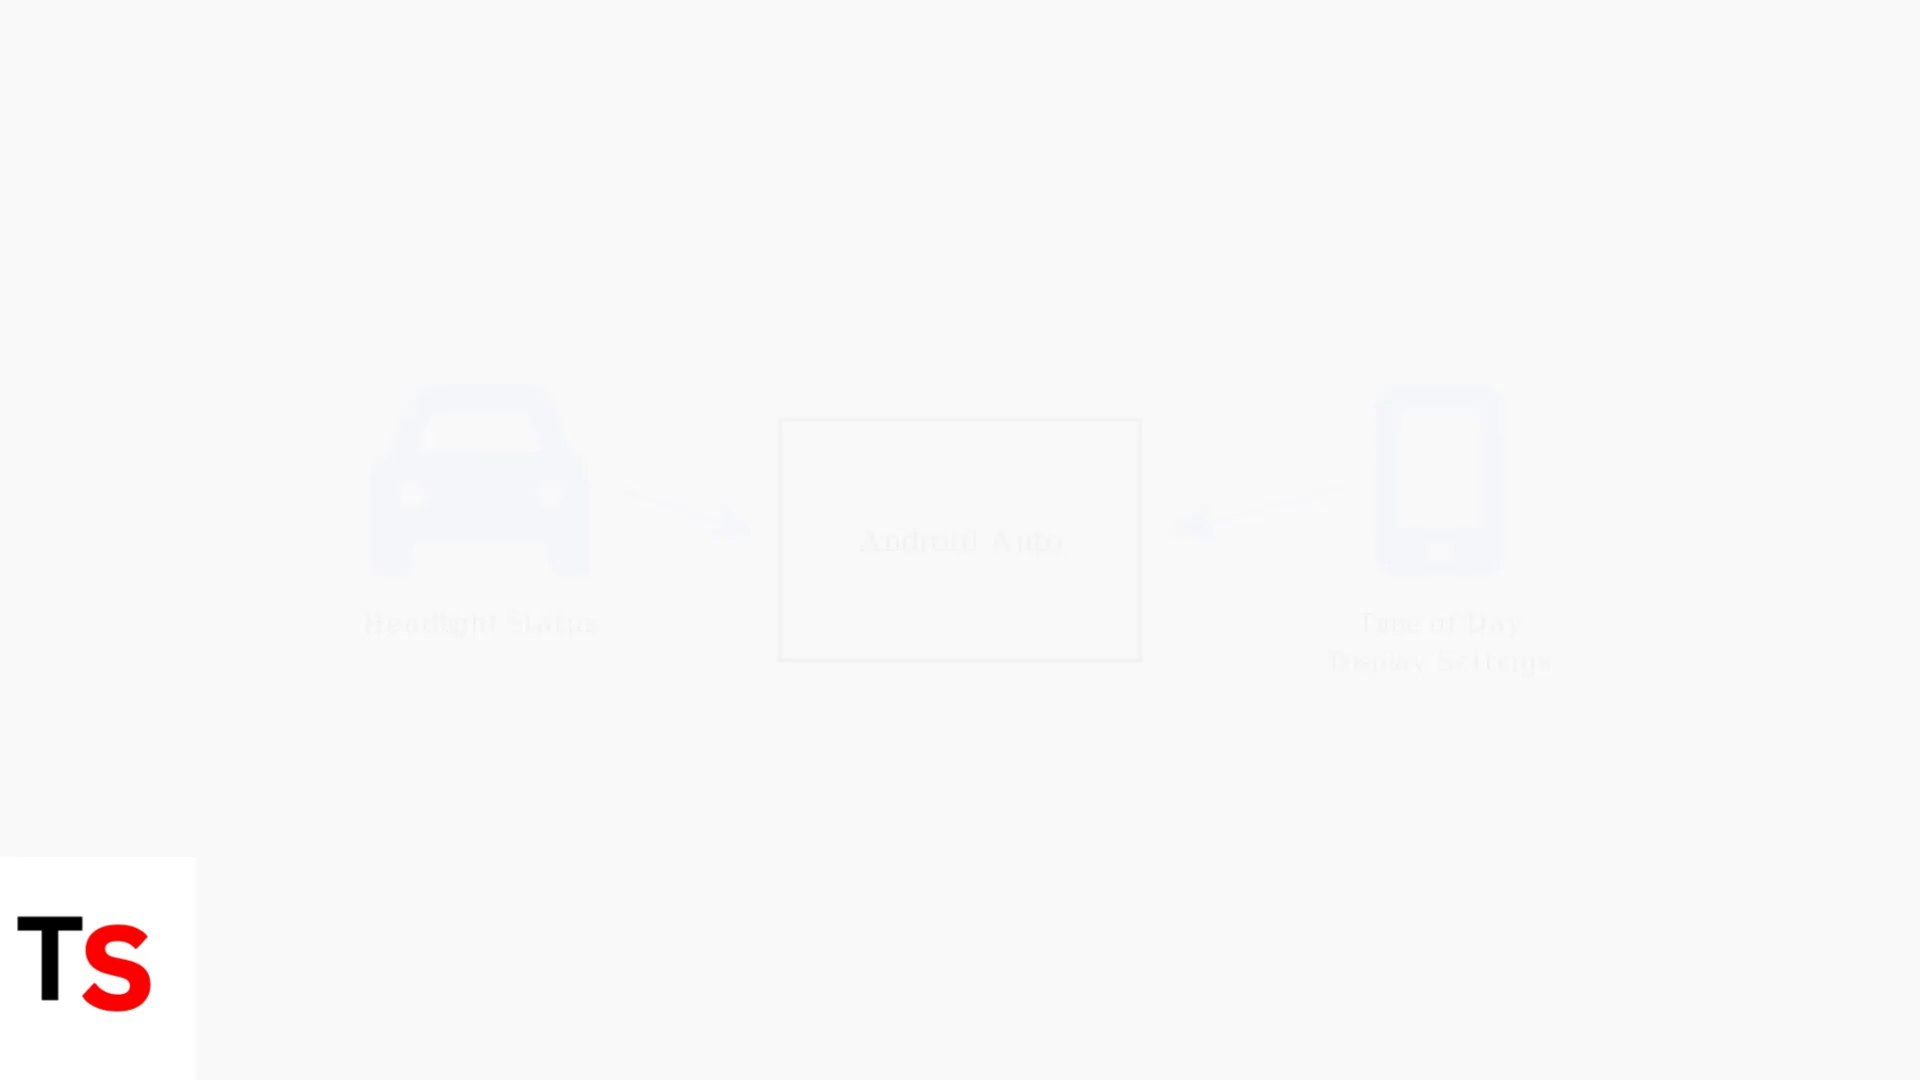 Android Auto
Headlight Status
Time of Day
Display Settings
TS